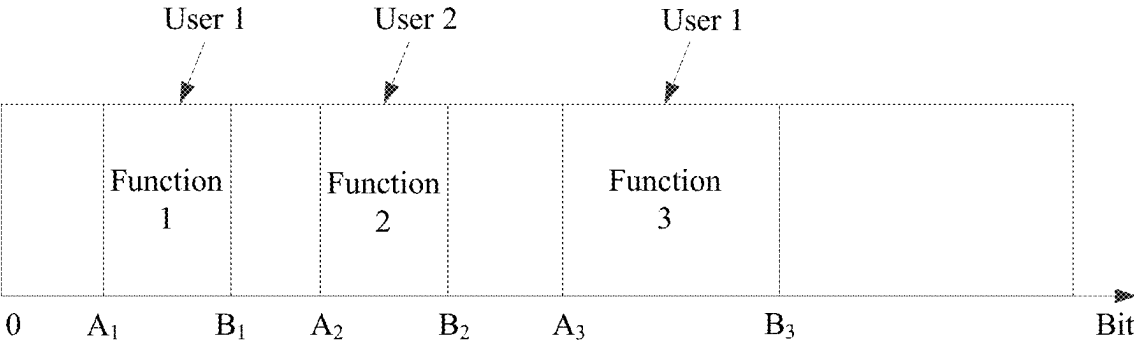 User 1 User 2 User 1
Function
1
Function
2
Function
3
0 A₁ B₁ A₂ B₂ A₃ B₃ Bit